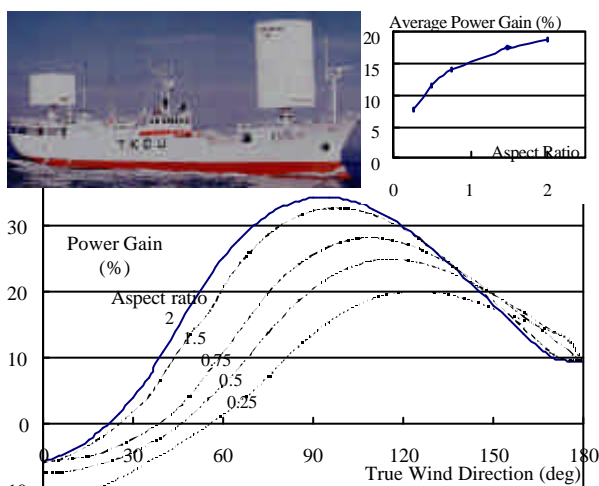 TKOU
Average Power Gain (%)
20
15
10
5
0
Aspect Ratio
0 1 2
30
20
10
0
-10
Power Gain
(%)
Aspect ratio
2
1.5
0.75
0.5
0.25
0 30 60 90 120 150 180
True Wind Direction (deg)